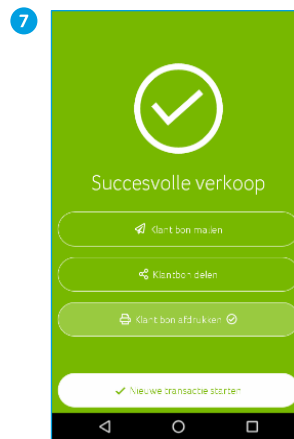 7
Succesvolle verkoop
Klant bon mailen
Klantbon delen
Klant bon afdrukken
Nieuwe transactie starten